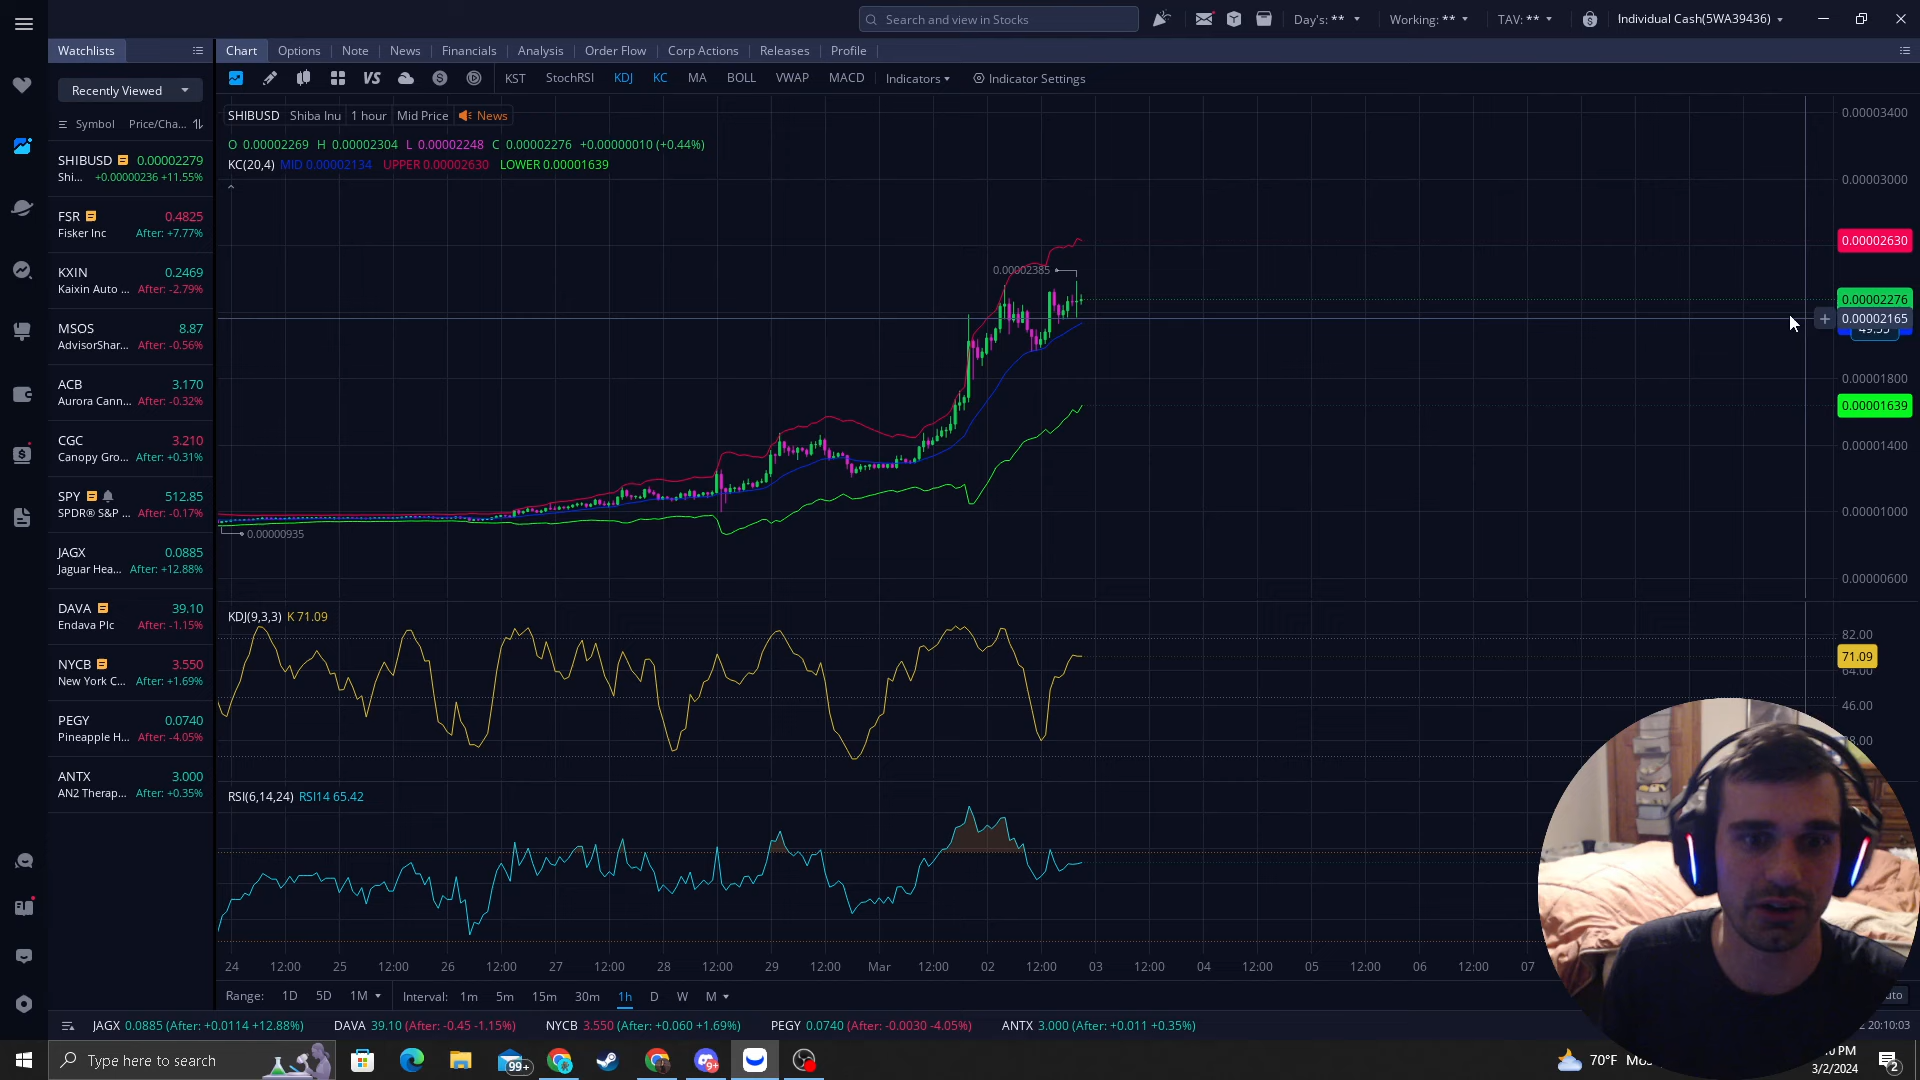 Search and view in Stocks
Day's: **
Working: **
TAV: **
Individual Cash(5WA39436)
Watchlists
Chart Options Note News Financials Analysis Order Flow Corp Actions Releases Profile
Recently Viewed
VS S KST StochRSI KDJ KC MA BOLL VWAP MACD Indicators Indicator Settings
Symbol Price/Cha...
SHIBUSD 0.00002279
Shi... +0.00000236 +11.55%
FSR 0.4825
Fisker Inc After: +7.77%
KXIN 0.2469
Kaixin Auto ... After: -2.79%
MSOS 8.87
AdvisorShar... After: -0.56%
ACB 3.170
Aurora Cann... After: -0.32%
CGC 3.210
Canopy Gro... After: +0.31%
SPY 512.85
SPDR® S&P ... After: -0.17%
JAGX 0.0885
Jaguar Hea... After: +12.88%
DAVA 39.10
Endava Plc After: -1.15%
NYCB 3.550
New York C... After: +1.69%
PEGY 0.0740
Pineapple H... After: -4.05%
ANTX 3.000
AN2 Therap... After: +0.35%
SHIBUSD Shiba Inu 1 hour Mid Price News
O 0.00002269 H 0.00002304 L 0.00002248 C 0.00002276 +0.00000010 (+0.44%)
KC(20,4) MID 0.00002134 UPPER 0.00002630 LOWER 0.00001639
0.00002385
0.00000935
0.00003400
0.00003000
0.00002630
0.00002276
0.00002165
0.00001800
0.00001639
0.00001400
0.00001000
0.00000600
KDJ(9,3,3) K 71.09
82.00
71.09
64.00
46.00
RSI(6,14,24) RSI14 65.42
24 12:00 25 12:00 26 12:00 27 12:00 28 12:00 29 12:00 Mar 12:00 02 12:00 03 12:00 04 12:00 05 12:00 06 12:00 07
Range: 1D 5D 1M Interval: 1m 5m 15m 30m 1h D W M
JAGX 0.0885 (After: +0.0114 +12.88%) DAVA 39.10 (After: -0.45 -1.15%) NYCB 3.550 (After: +0.060 +1.69%) PEGY 0.0740 (After: -0.0030 -4.05%) ANTX 3.000 (After: +0.011 +0.35%)
20:10:03
Type here to search
99+
9+
70°F
PM
3/2/2024
2